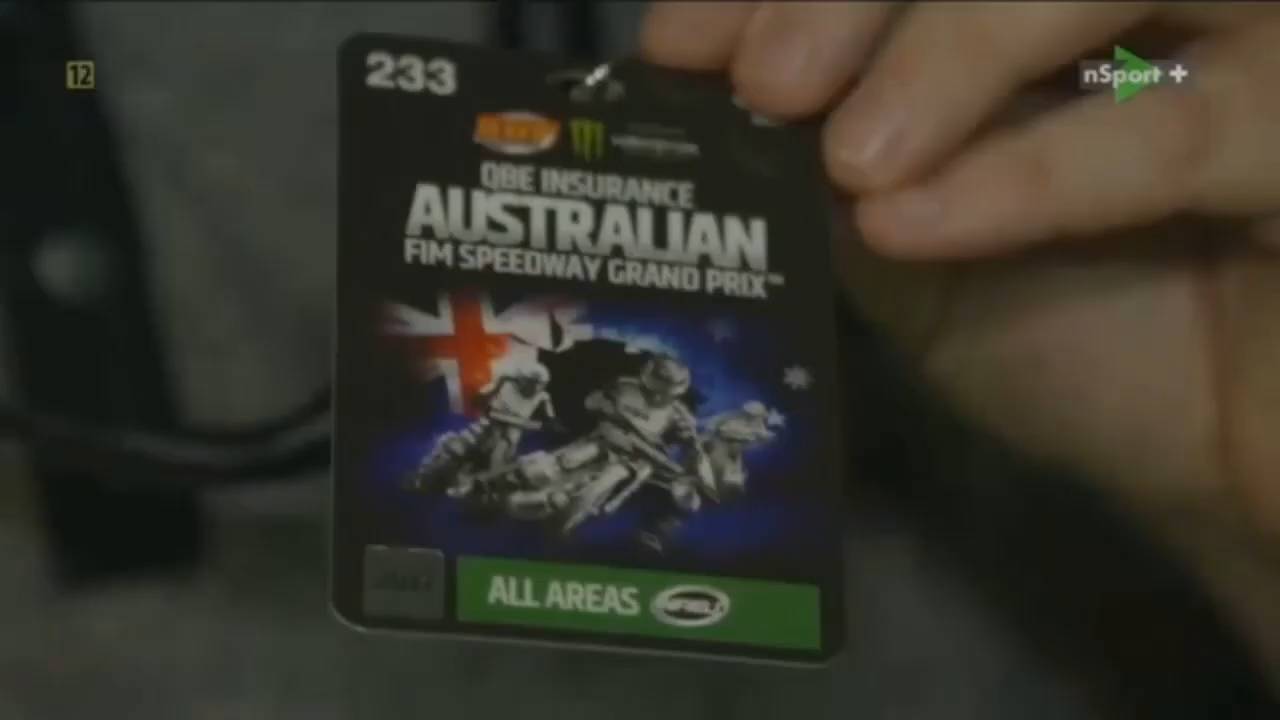 12
nSport +
233
QBE INSURANCE
AUSTRALIAN
FIM SPEEDWAY GRAND PRIX™
ALL AREAS